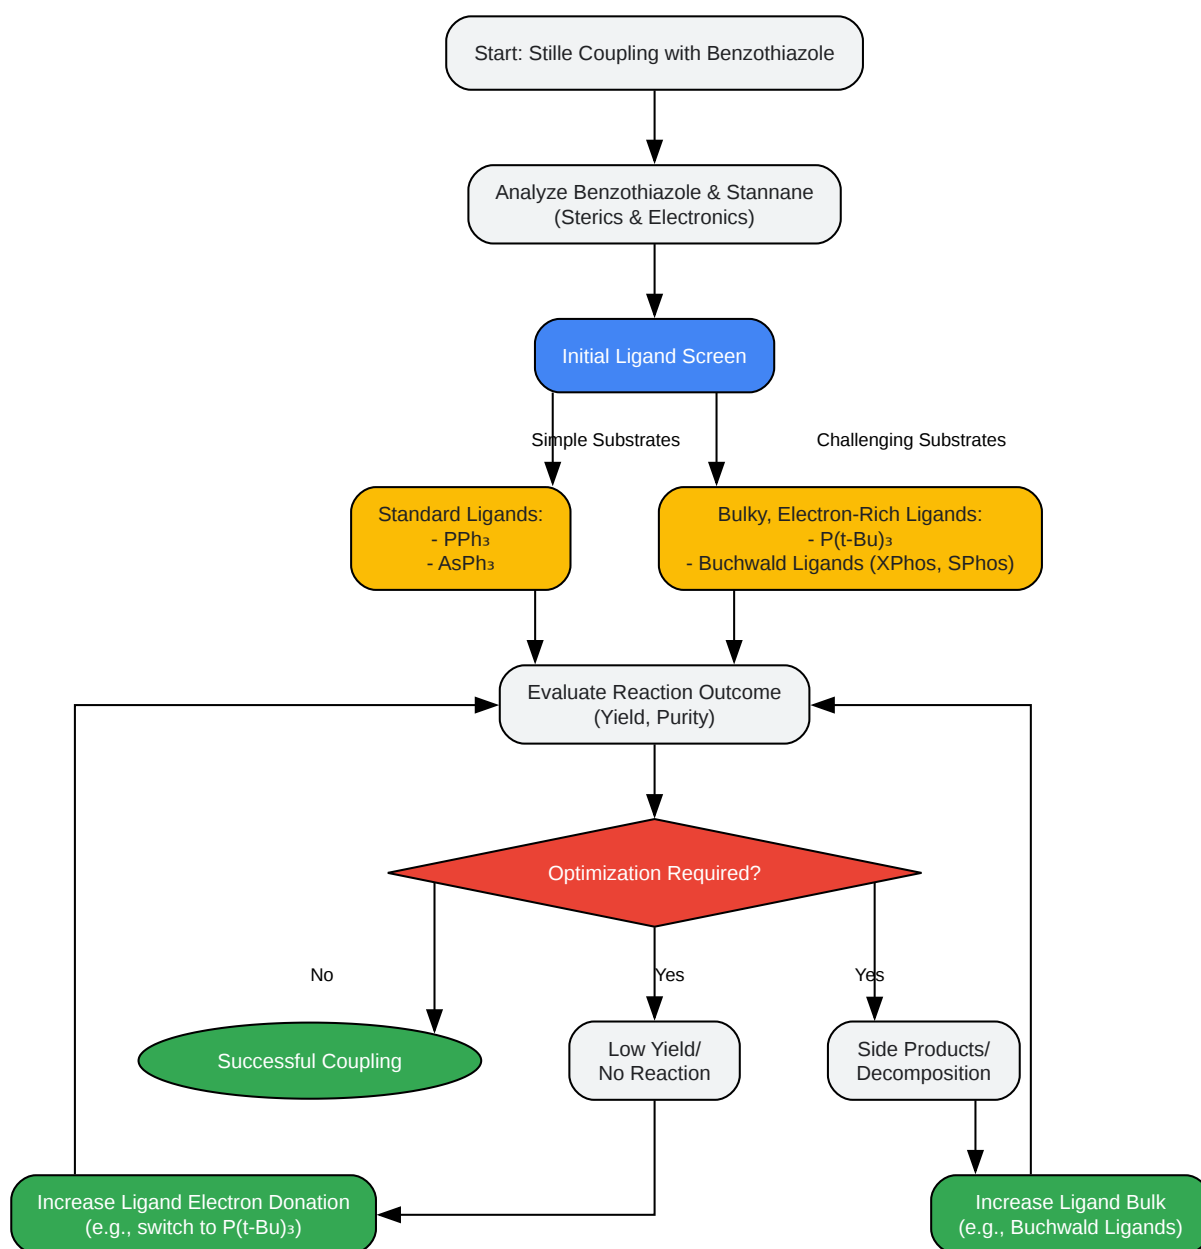 Start: Stille Coupling with Benzothiazole
Analyze Benzothiazole & Stannane
(Sterics & Electronics)
Initial Ligand Screen
Simple Substrates
Challenging Substrates
Standard Ligands:
- PPh₃
- AsPh₃
Bulky, Electron-Rich Ligands:
- P(t-Bu)₃
- Buchwald Ligands (XPhos, SPhos)
Evaluate Reaction Outcome
(Yield, Purity)
Optimization Required?
No
Yes
Yes
Successful Coupling
Low Yield/
No Reaction
Side Products/
Decomposition
Increase Ligand Electron Donation
(e.g., switch to P(t-Bu)₃)
Increase Ligand Bulk
(e.g., Buchwald Ligands)